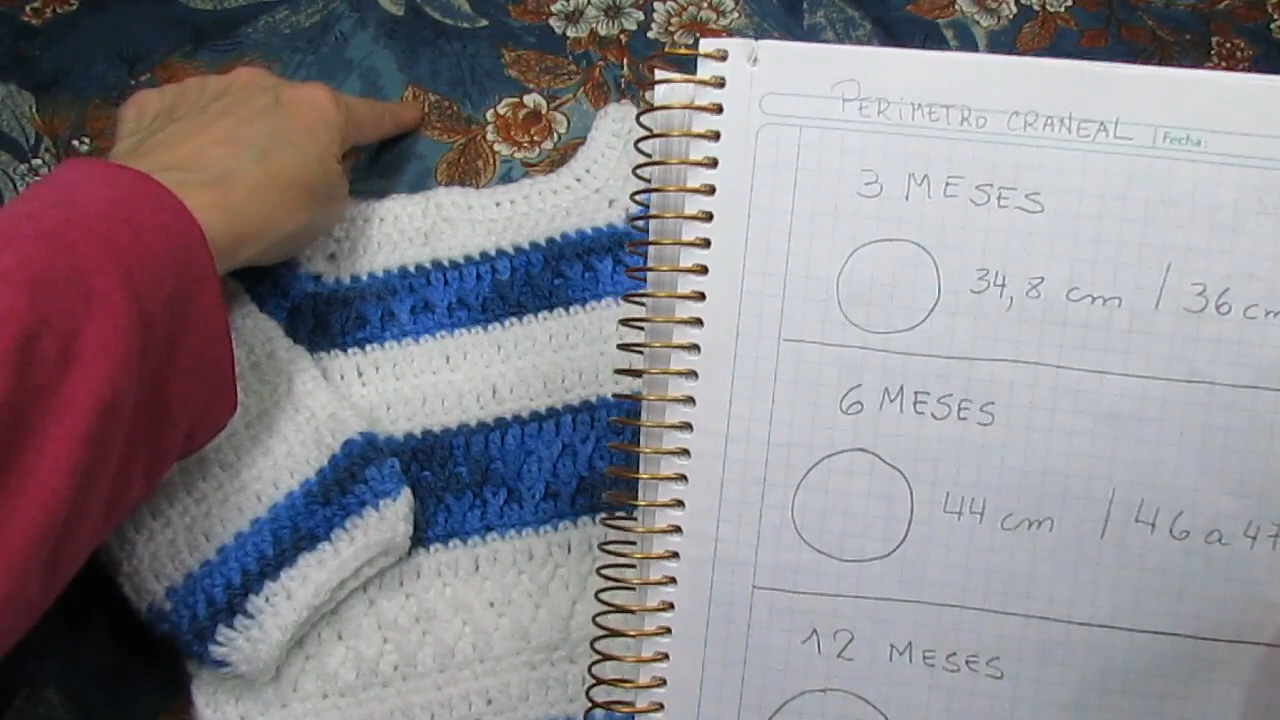 PERIMETRO CRANEAL
Fecha:
3 MESES
34,8 cm / 36 cm
6 MESES
44 cm / 46 a 47
12 MESES